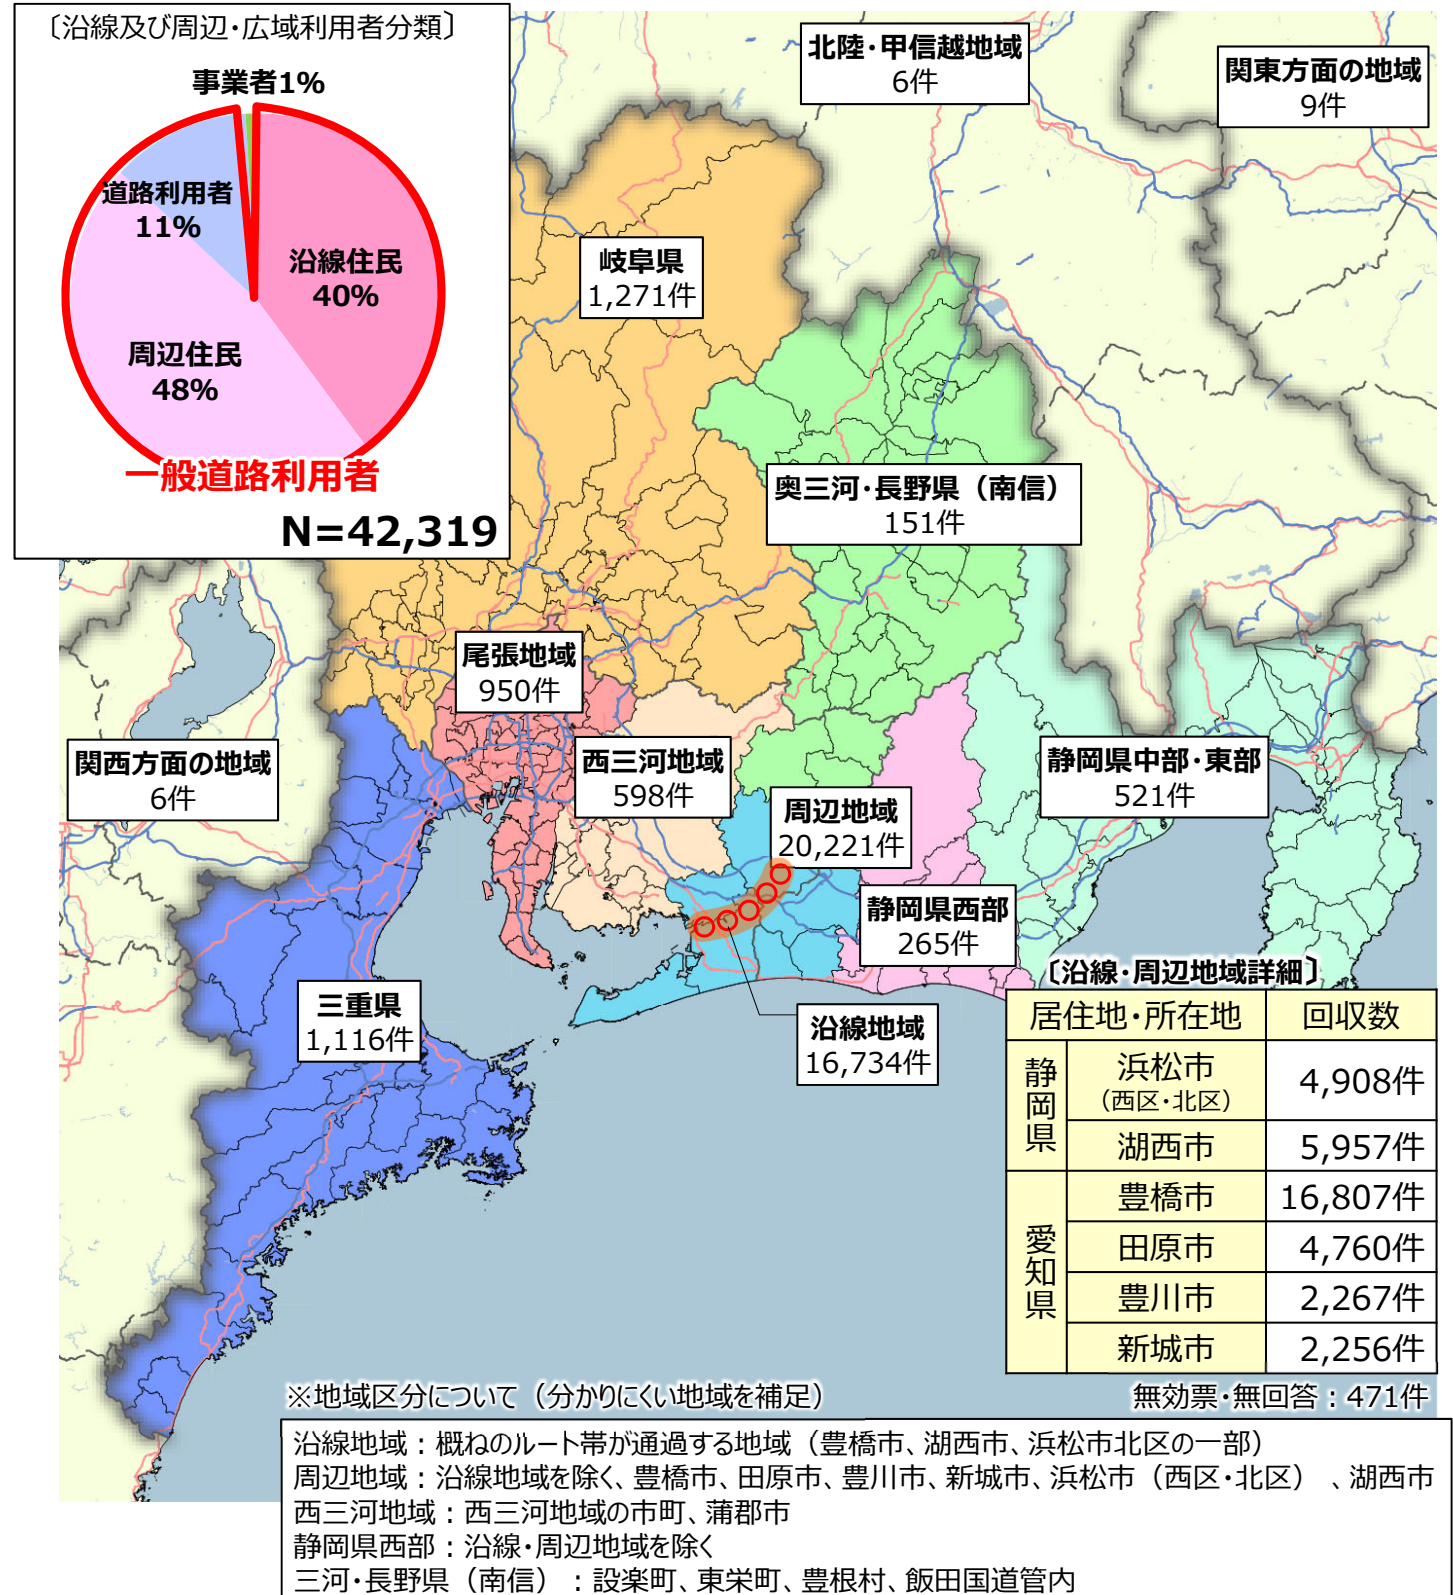 〔沿線及び周辺・広域利用者分類〕
事業者1%
道路利用者
11%
沿線住民
40%
周辺住民
48%
一般道路利用者
N=42,319
北陸・甲信越地域
6件
関東方面の地域
9件
岐阜県
1,271件
奥三河・長野県（南信）
151件
尾張地域
950件
関西方面の地域
6件
西三河地域
598件
静岡県中部・東部
521件
周辺地域
20,221件
静岡県西部
265件
三重県
1,116件
沿線地域
16,734件
〔沿線・周辺地域詳細〕
居住地・所在地 回収数
静岡県 浜松市（西区・北区） 4,908件
湖西市 5,957件
愛知県 豊橋市 16,807件
田原市 4,760件
豊川市 2,267件
新城市 2,256件
無効票・無回答：471件
※地域区分について（分かりにくい地域を補足）
沿線地域：概ねのルート帯が通過する地域（豊橋市、湖西市、浜松市北区の一部）
周辺地域：沿線地域を除く、豊橋市、田原市、豊川市、新城市、浜松市（西区・北区）、湖西市
西三河地域：西三河地域の市町、蒲郡市
静岡県西部：沿線・周辺地域を除く
三河・長野県（南信）：設楽町、東栄町、豊根村、飯田国道管内